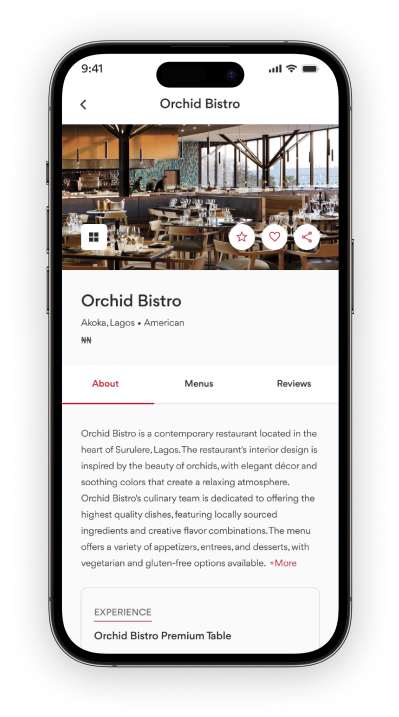 9:41
Orchid Bistro
Orchid Bistro
Akoka, Lagos • American
₦₦
About
Menus
Reviews
Orchid Bistro is a contemporary restaurant located in the
heart of Surulere, Lagos. The restaurant's interior design is
inspired by the beauty of orchids, with elegant décor and
soothing colors that create a relaxing atmosphere.
Orchid Bistro's culinary team is dedicated to offering the
highest quality dishes, featuring locally sourced
ingredients and creative flavor combinations. The menu
offers a variety of appetizers, entrees, and desserts, with
vegetarian and gluten-free options available. +More
EXPERIENCE
Orchid Bistro Premium Table